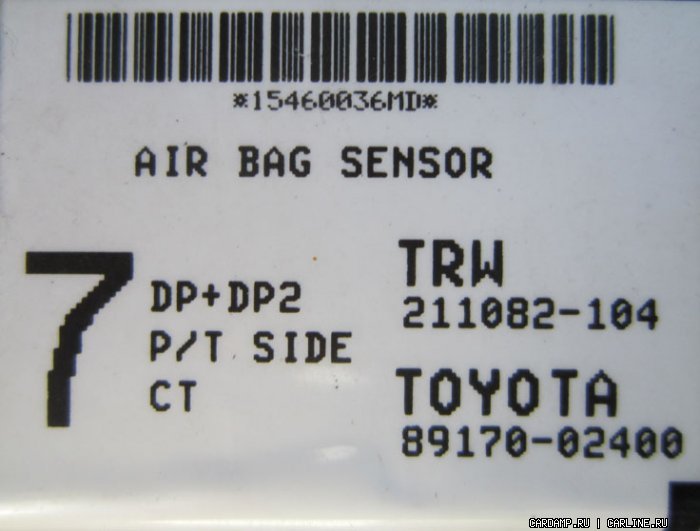 *15460036MD*
AIR BAG SENSOR
7
DP+DP2
P/T SIDE
CT
TRW
211082-104
TOYOTA
89170-02400
CARDAMP.RU | CARLINE.RU